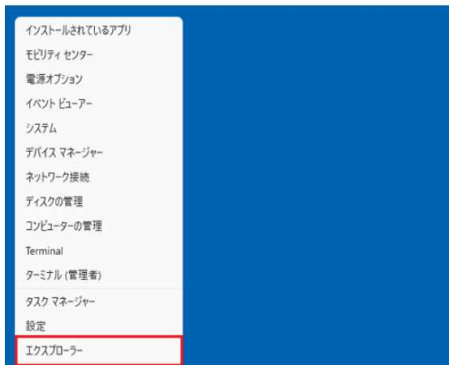 インストールされているアプリ
モビリティ センター
電源オプション
イベント ビューアー
システム
デバイス マネージャー
ネットワーク接続
ディスクの管理
コンピューターの管理
Terminal
ターミナル (管理者)
タスク マネージャー
設定
エクスプローラー